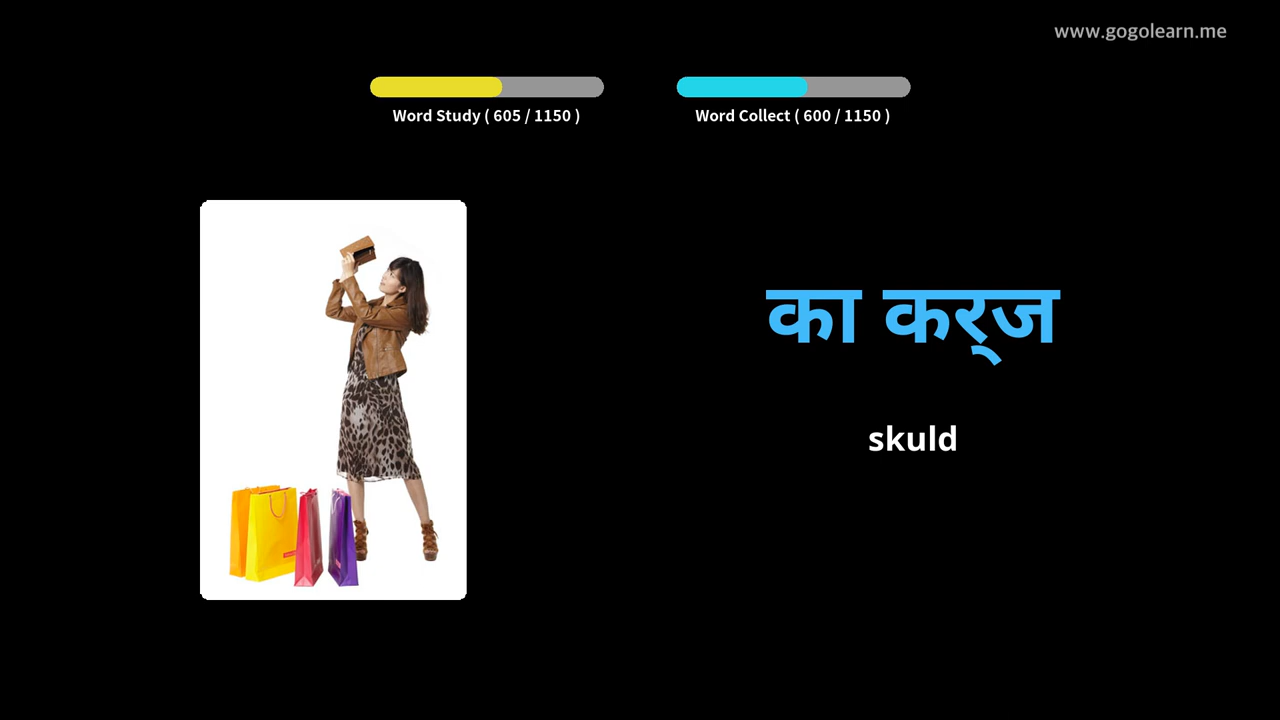 www.gogolearn.me
Word Study ( 605 / 1150 )
Word Collect ( 600 / 1150 )
का कर्‌ज
skuld